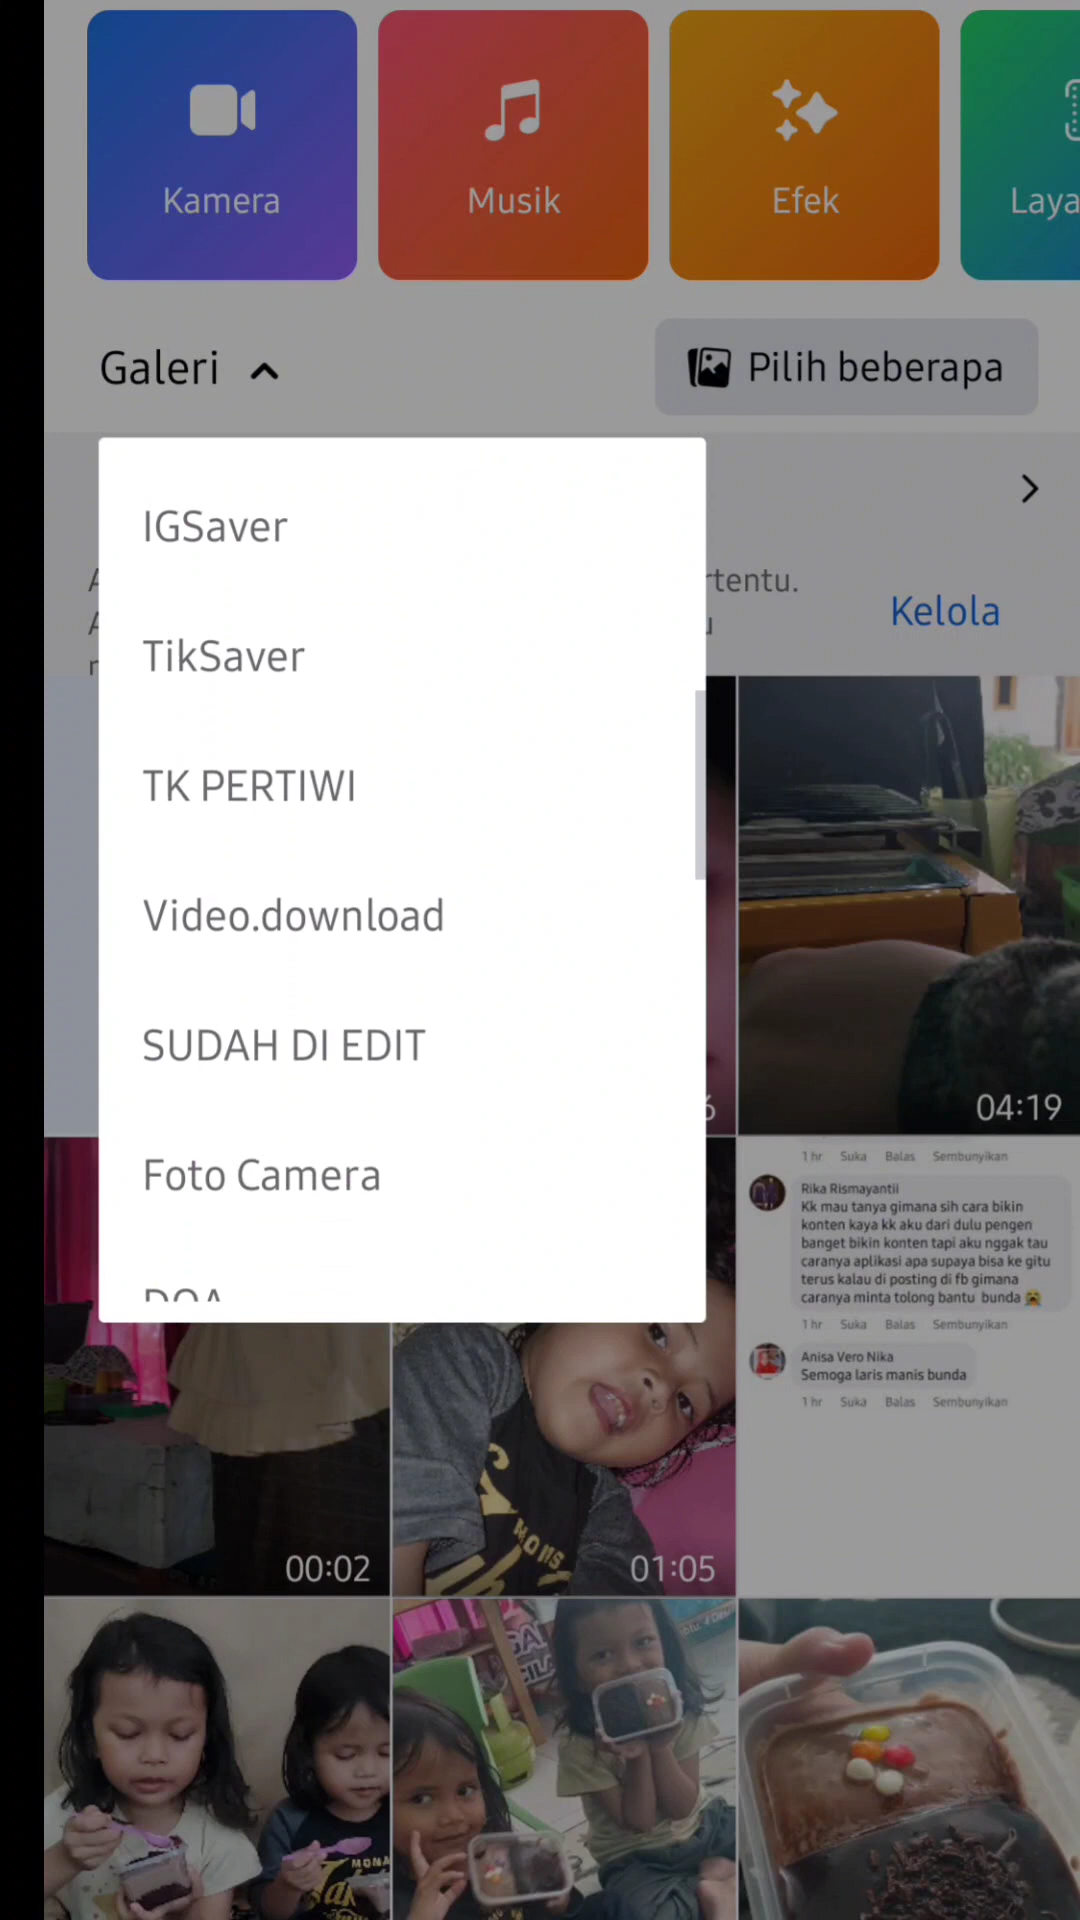 Kamera
Musik
Efek
Laya
Galeri
Pilih beberapa
rtentu.
Kelola
IGSaver
TikSaver
TK PERTIWI
Video.download
SUDAH DI EDIT
Foto Camera
DOA
04:19
1 hr Suka Balas Sembunyikan
Rika Rismayantii
Kk mau tanya gimana sih cara bikin
konten kaya kk aku dari dulu pengen
banget bikin konten tapi aku nggak tau
caranya aplikasi apa supaya bisa ke gitu
terus kalau di posting di fb gimana
caranya minta tolong bantu bunda 😭
1 hr Suka Balas Sembunyikan
Anisa Vero Nika
Semoga laris manis bunda
1 hr Suka Balas Sembunyikan
00:02
01:05